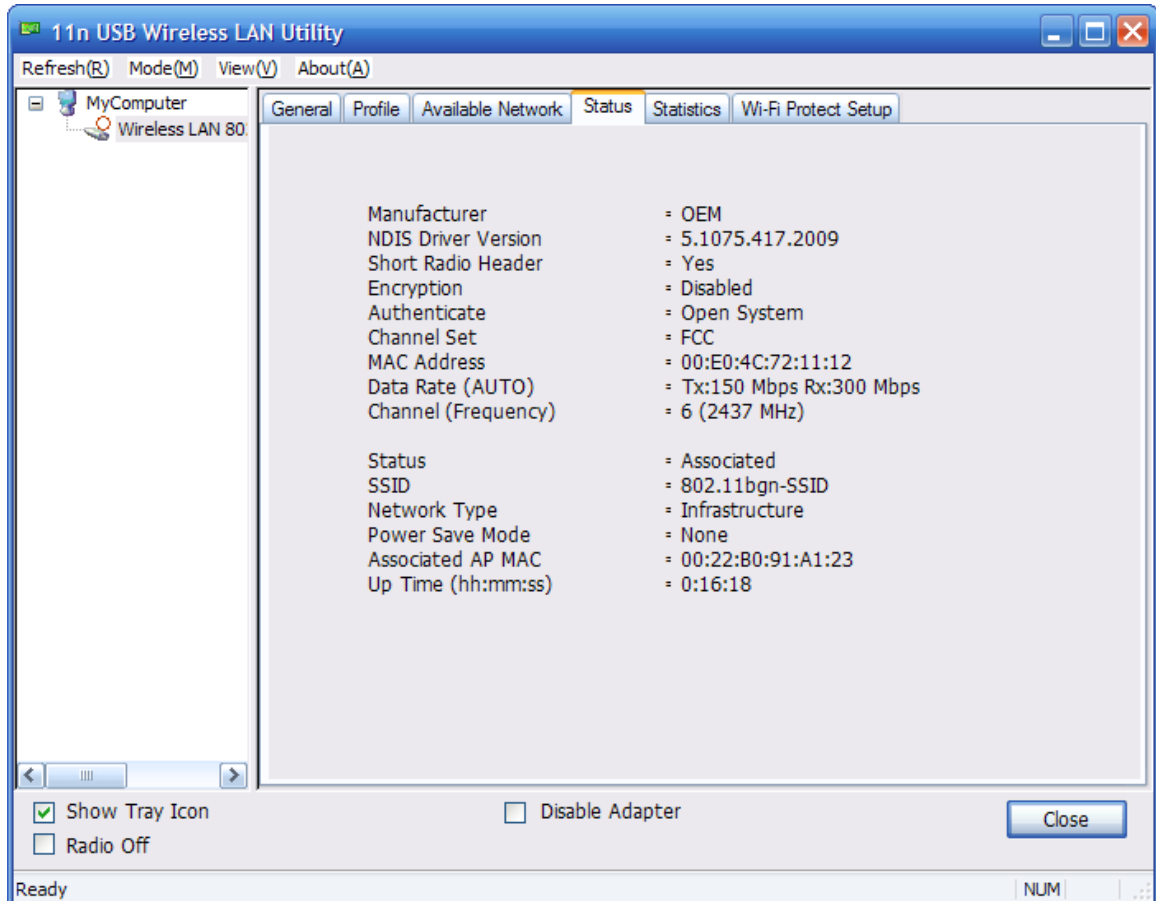 11n USB Wireless LAN Utility
Refresh(R) Mode(M) View(V) About(A)
MyComputer
Wireless LAN 80
General Profile Available Network Status Statistics Wi-Fi Protect Setup
Manufacturer = OEM
NDIS Driver Version = 5.1075.417.2009
Short Radio Header = Yes
Encryption = Disabled
Authenticate = Open System
Channel Set = FCC
MAC Address = 00:E0:4C:72:11:12
Data Rate (AUTO) = Tx:150 Mbps Rx:300 Mbps
Channel (Frequency) = 6 (2437 MHz)
Status = Associated
SSID = 802.11bgn-SSID
Network Type = Infrastructure
Power Save Mode = None
Associated AP MAC = 00:22:B0:91:A1:23
Up Time (hh:mm:ss) = 0:16:18
Show Tray Icon
Disable Adapter
Close
Radio Off
Ready
NUM